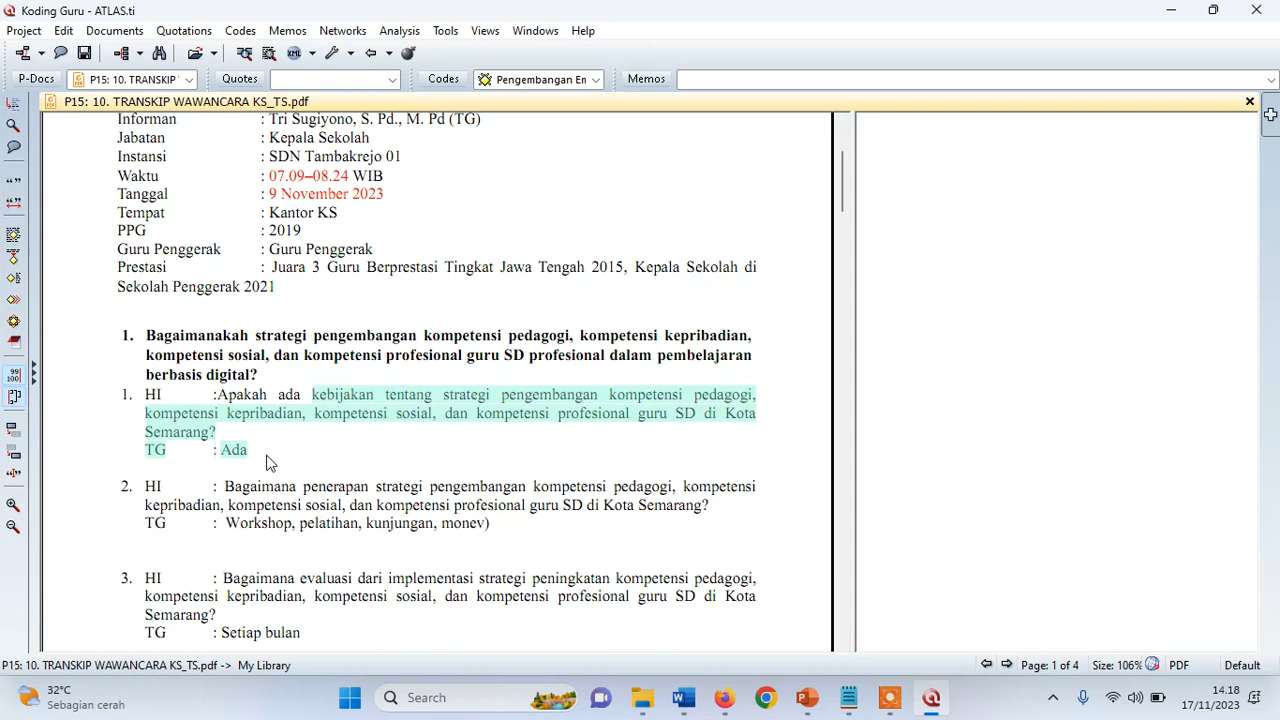 Koding Guru - ATLAS.ti
Project Edit Documents Quotations Codes Memos Networks Analysis Tools Views Windows Help
P-Docs P15: 10. TRANSKIP Quotes Codes Pengembangan En Memos
P15: 10. TRANSKIP WAWANCARA KS_TS.pdf
Informan : Tri Sugiyono, S. Pd., M. Pd (TG)
Jabatan : Kepala Sekolah
Instansi : SDN Tambakrejo 01
Waktu : 07.09–08.24 WIB
Tanggal : 9 November 2023
Tempat : Kantor KS
PPG : 2019
Guru Penggerak : Guru Penggerak
Prestasi : Juara 3 Guru Berprestasi Tingkat Jawa Tengah 2015, Kepala Sekolah di
Sekolah Penggerak 2021
1. Bagaimanakah strategi pengembangan kompetensi pedagogi, kompetensi kepribadian,
kompetensi sosial, dan kompetensi profesional guru SD profesional dalam pembelajaran
berbasis digital?
1. HI :Apakah ada kebijakan tentang strategi pengembangan kompetensi pedagogi,
kompetensi kepribadian, kompetensi sosial, dan kompetensi profesional guru SD di Kota
Semarang?
TG : Ada
2. HI : Bagaimana penerapan strategi pengembangan kompetensi pedagogi, kompetensi
kepribadian, kompetensi sosial, dan kompetensi profesional guru SD di Kota Semarang?
TG : Workshop, pelatihan, kunjungan, monev)
3. HI : Bagaimana evaluasi dari implementasi strategi peningkatan kompetensi pedagogi,
kompetensi kepribadian, kompetensi sosial, dan kompetensi profesional guru SD di Kota
Semarang?
TG : Setiap bulan
P15: 10. TRANSKIP WAWANCARA KS_TS.pdf -> My Library Page: 1 of 4 Size: 106% PDF Default
32°C
Sebagian cerah
Search
14.18
17/11/2023